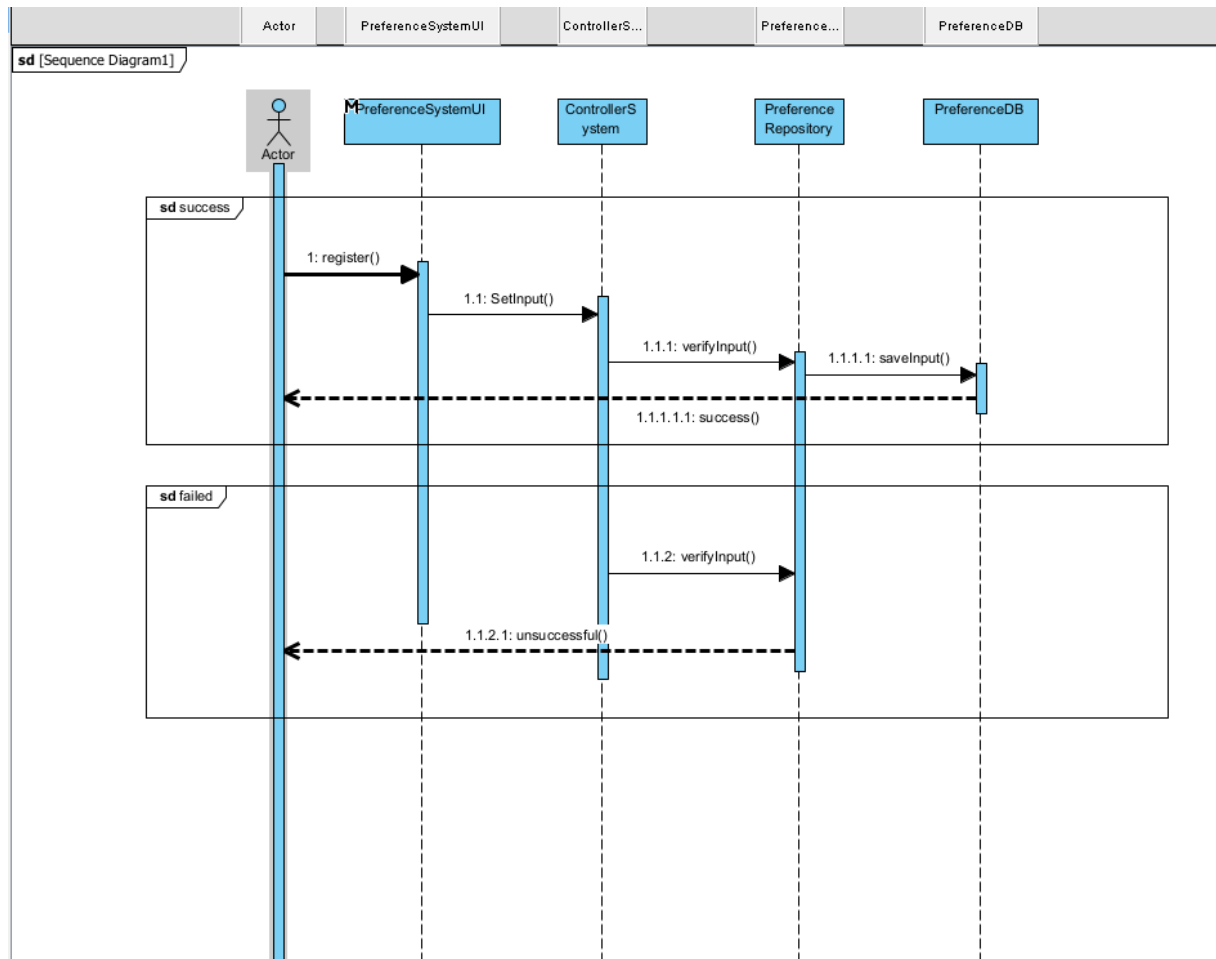 Actor
PreferenceSystemUI
ControllerS...
Preference...
PreferenceDB
sd [Sequence Diagram1]
M
PreferenceSystemUI
ControllerS
ystem
Preference
Repository
PreferenceDB
Actor
sd success
1: register()
1.1: SetInput()
1.1.1: verifyInput()
1.1.1.1: saveInput()
1.1.1.1.1: success()
sd failed
1.1.2: verifyInput()
1.1.2.1: unsuccessful()